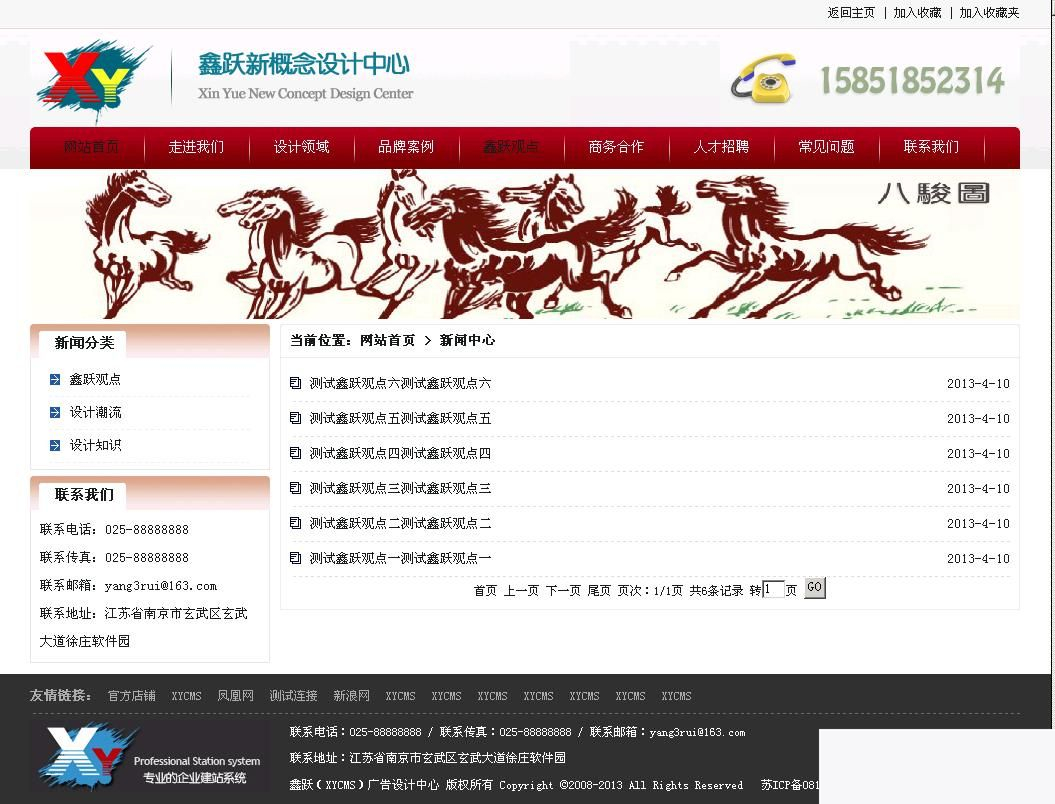 返回主页 | 加入收藏 | 加入收藏夹
XY
鑫跃新概念设计中心
Xin Yue New Concept Design Center
15851852314
网站首页 走进我们 设计领域 品牌案例 鑫跃观点 商务合作 人才招聘 常见问题 联系我们
八駿圖
新闻分类
鑫跃观点
设计潮流
设计知识
联系我们
联系电话：025-88888888
联系传真：025-88888888
联系邮箱：yang3rui@163.com
联系地址：江苏省南京市玄武区玄武
大道徐庄软件园
当前位置：网站首页 > 新闻中心
测试鑫跃观点六测试鑫跃观点六 2013-4-10
测试鑫跃观点五测试鑫跃观点五 2013-4-10
测试鑫跃观点四测试鑫跃观点四 2013-4-10
测试鑫跃观点三测试鑫跃观点三 2013-4-10
测试鑫跃观点二测试鑫跃观点二 2013-4-10
测试鑫跃观点一测试鑫跃观点一 2013-4-10
首页 上一页 下一页 尾页 页次：1/1页 共6条记录 转1页 GO
友情链接： 官方店铺 XYCMS 凤凰网 测试连接 新浪网 XYCMS XYCMS XYCMS XYCMS XYCMS XYCMS XYCMS
XY
Professional Station system
专业的企业建站系统
联系电话：025-88888888 / 联系传真：025-88888888 / 联系邮箱：yang3rui@163.com
联系地址：江苏省南京市玄武区玄武大道徐庄软件园
鑫跃（XYCMS）广告设计中心 版权所有 Copyright ©2008-2013 All Rights Reserved 苏ICP备081